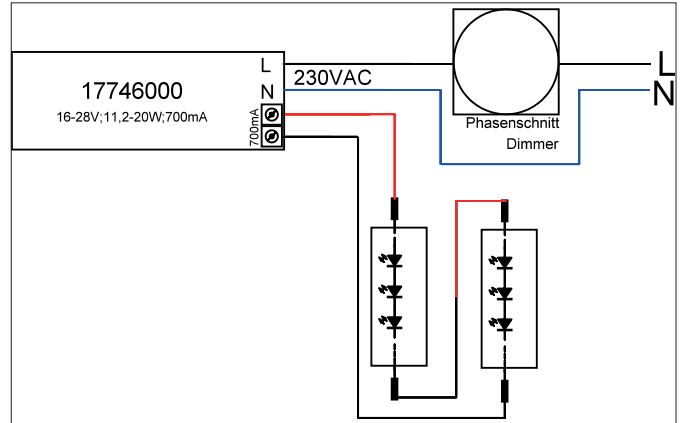 L
230VAC
L
17746000
N
N
16-28V;11,2-20W;700mA
700mA
Phasenschnitt
Dimmer